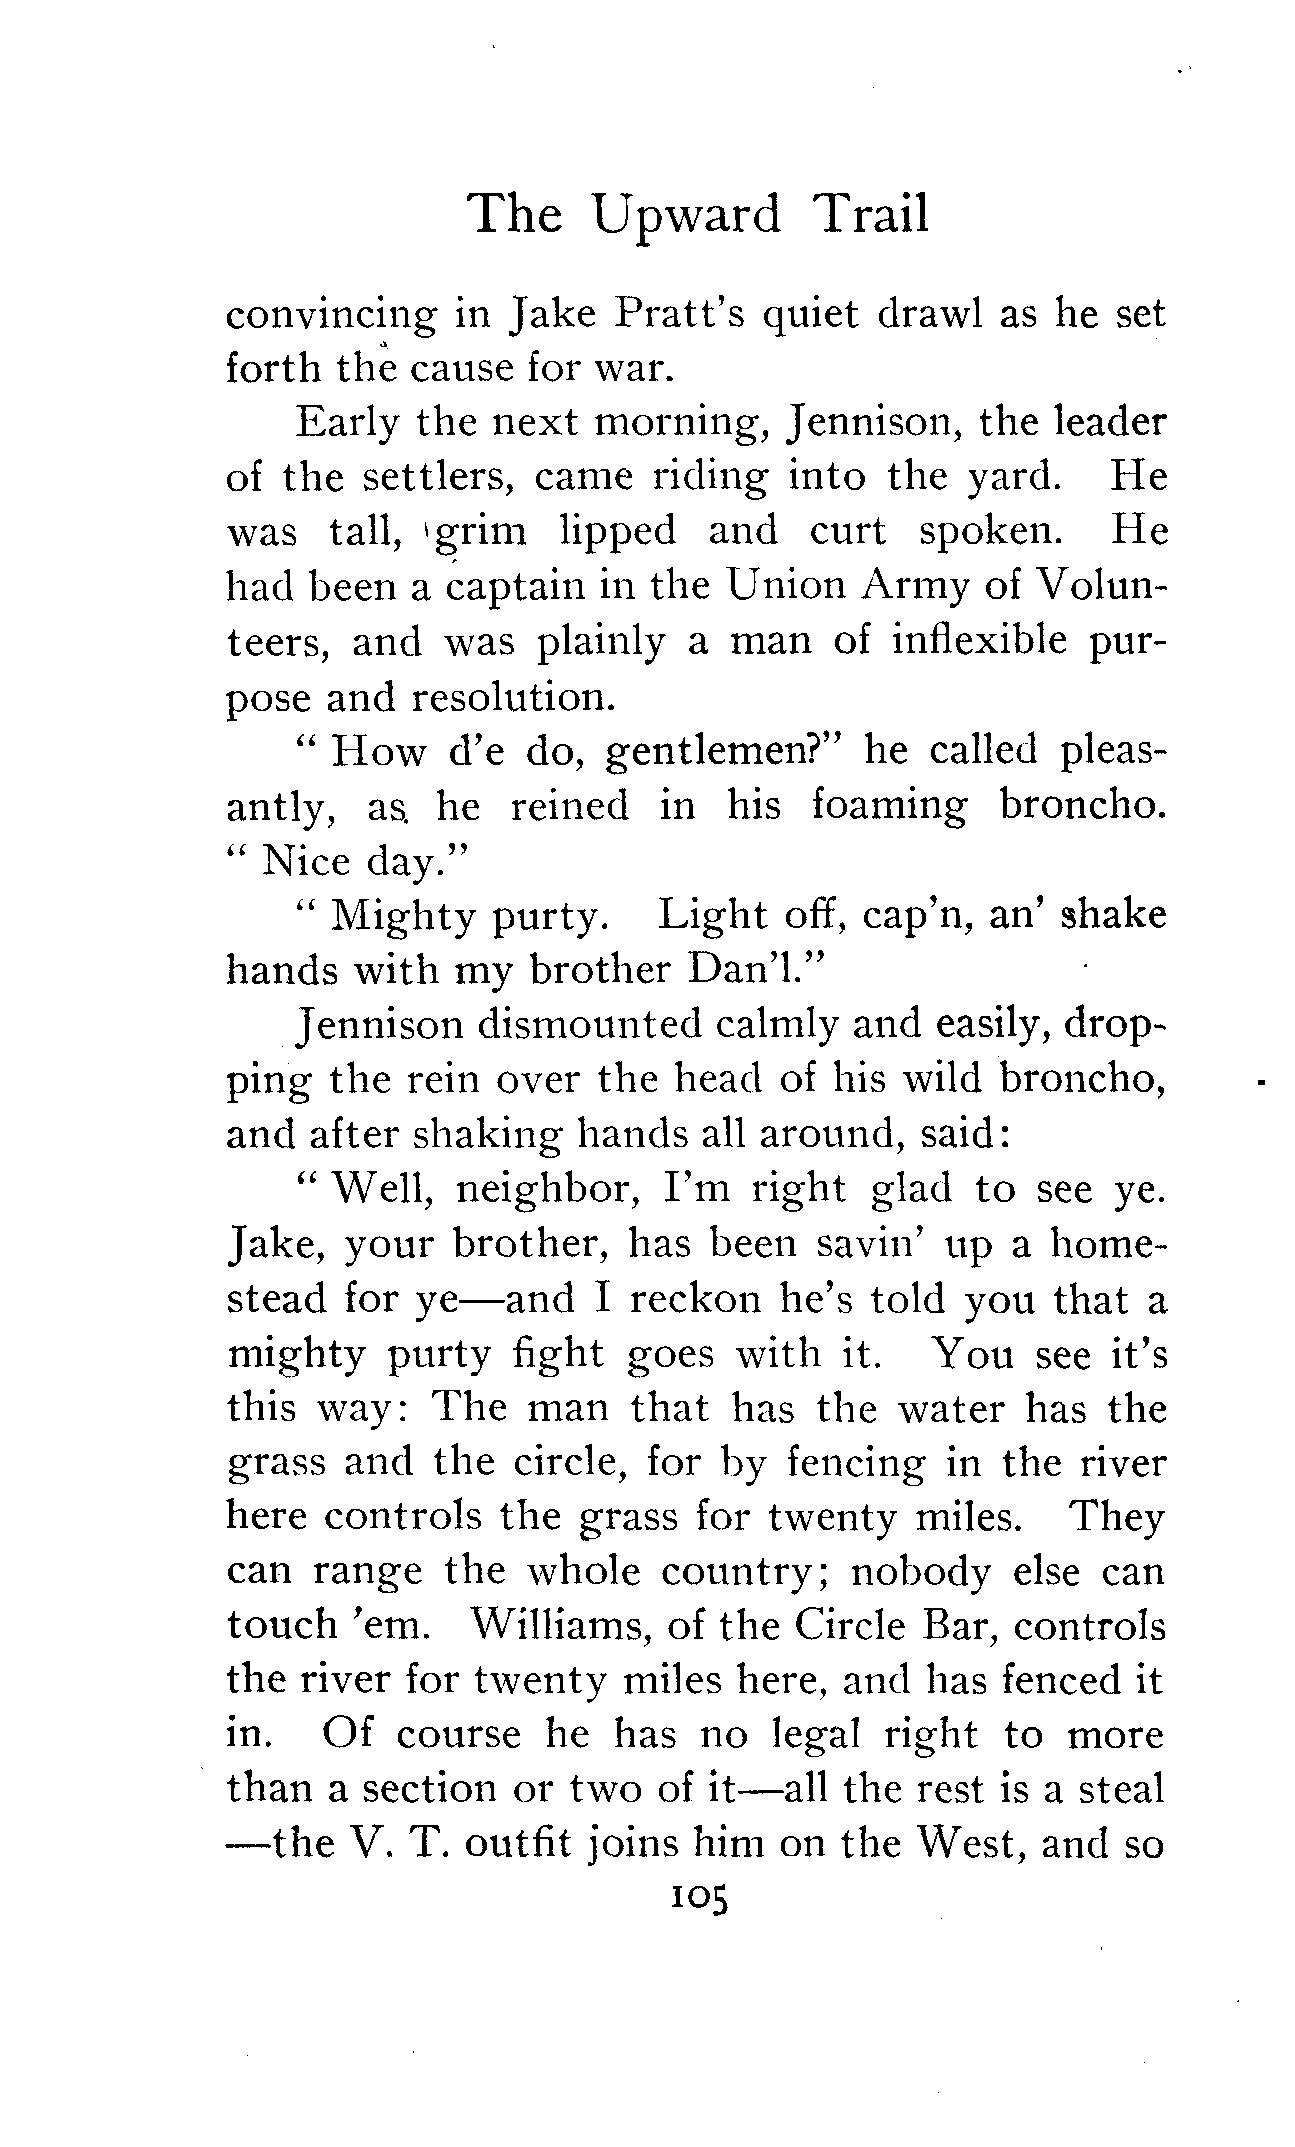 The Upward Trail
convincing in Jake Pratt's quiet drawl as he set
forth the cause for war.
Early the next morning, Jennison, the leader
of the settlers, came riding into the yard. He
was tall, grim lipped and curt spoken. He
had been a captain in the Union Army of Volun-
teers, and was plainly a man of inflexible pur-
pose and resolution.
" How d'e do, gentlemen?" he called pleas-
antly, as he reined in his foaming broncho.
" Nice day."
" Mighty purty. Light off, cap'n, an' shake
hands with my brother Dan'l."
Jennison dismounted calmly and easily, drop-
ping the rein over the head of his wild broncho,
and after shaking hands all around, said:
" Well, neighbor, I'm right glad to see ye.
Jake, your brother, has been savin' up a home-
stead for ye—and I reckon he's told you that a
mighty purty fight goes with it. You see it's
this way: The man that has the water has the
grass and the circle, for by fencing in the river
here controls the grass for twenty miles. They
can range the whole country; nobody else can
touch 'em. Williams, of the Circle Bar, controls
the river for twenty miles here, and has fenced it
in. Of course he has no legal right to more
than a section or two of it—all the rest is a steal
—the V. T. outfit joins him on the West, and so
105